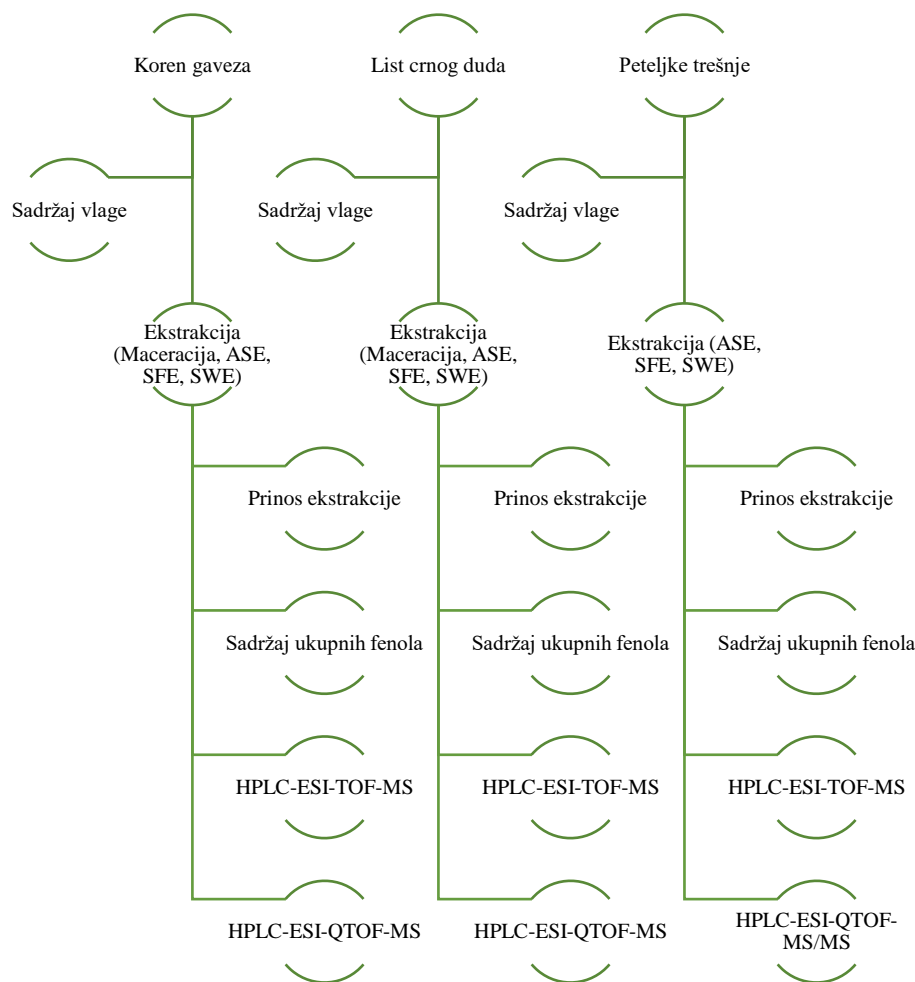 Koren gaveza
List crnog duda
Peteljke trešnje
Sadržaj vlage
Sadržaj vlage
Sadržaj vlage
Ekstrakcija
(Maceracija, ASE,
SFE, SWE)
Ekstrakcija
(Maceracija, ASE,
SFE, SWE)
Ekstrakcija (ASE,
SFE, SWE)
Prinos ekstrakcije
Prinos ekstrakcije
Prinos ekstrakcije
Sadržaj ukupnih fenola
Sadržaj ukupnih fenola
Sadržaj ukupnih fenola
HPLC-ESI-TOF-MS
HPLC-ESI-TOF-MS
HPLC-ESI-TOF-MS
HPLC-ESI-QTOF-MS
HPLC-ESI-QTOF-MS
HPLC-ESI-QTOF-
MS/MS